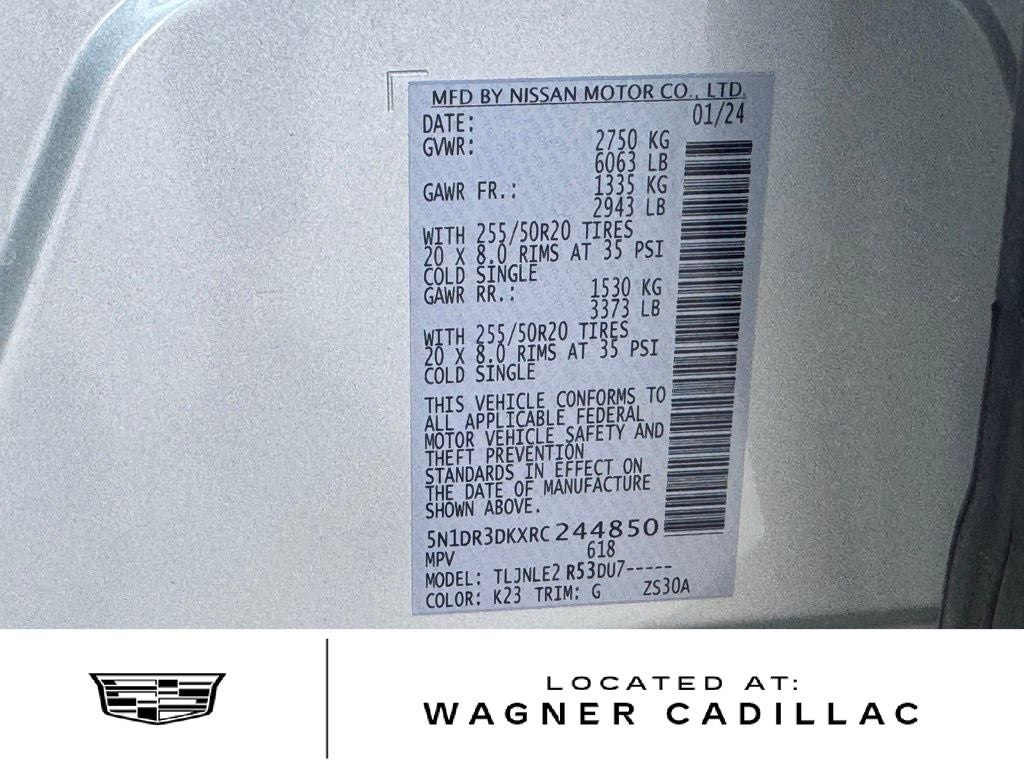 MFD BY NISSAN MOTOR CO., LTD.
DATE: 01/24
GVWR: 2750 KG
6063 LB
GAWR FR.: 1335 KG
2943 LB
WITH 255/50R20 TIRES
20 X 8.0 RIMS AT 35 PSI
COLD SINGLE
GAWR RR.: 1530 KG
3373 LB
WITH 255/50R20 TIRES
20 X 8.0 RIMS AT 35 PSI
COLD SINGLE
THIS VEHICLE CONFORMS TO
ALL APPLICABLE FEDERAL
MOTOR VEHICLE SAFETY AND
THEFT PREVENTION
STANDARDS IN EFFECT ON
THE DATE OF MANUFACTURE
SHOWN ABOVE.
5N1DR3DKXRC244850
MPV 618
MODEL: TLJNLE2 R53DU7-----
COLOR: K23 TRIM: G ZS30A
LOCATED AT:
WAGNER CADILLAC